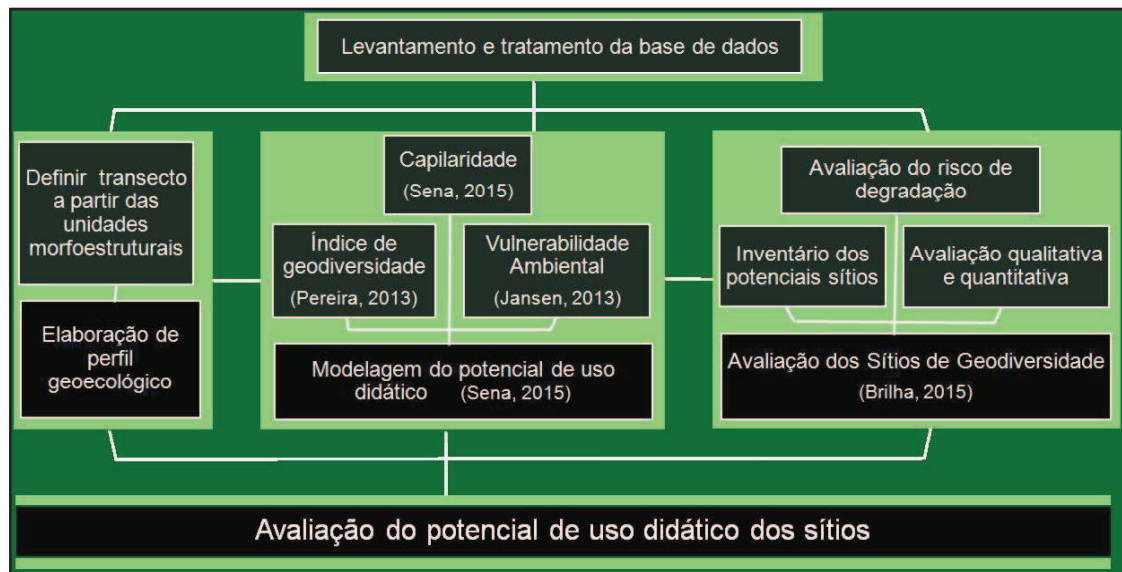 Levantamento e tratamento da base de dados
Definir transecto
a partir das
unidades
morfoestruturais
Elaboração de
perfil
geoecológico
Capilaridade
(Sena, 2015)
Índice de
geodiversidade
(Pereira, 2013)
Vulnerabilidade
Ambiental
(Jansen, 2013)
Modelagem do potencial de uso
didático (Sena, 2015)
Avaliação do risco de
degradação
Inventário dos
potenciais sítios
Avaliação qualitativa
e quantitativa
Avaliação dos Sítios de Geodiversidade
(Brilha, 2015)
Avaliação do potencial de uso didático dos sítios